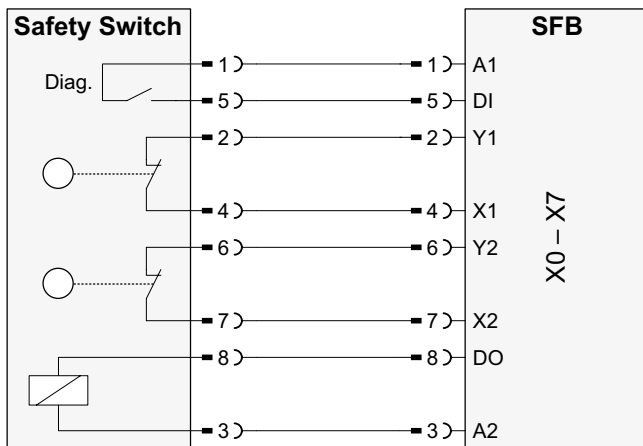 Safety Switch SFB
1 1 A1
Diag.
5 5 DI
2 2 Y1
4 4 X1
6 6 Y2
X0 – X7
7 7 X2
8 8 DO
3 3 A2